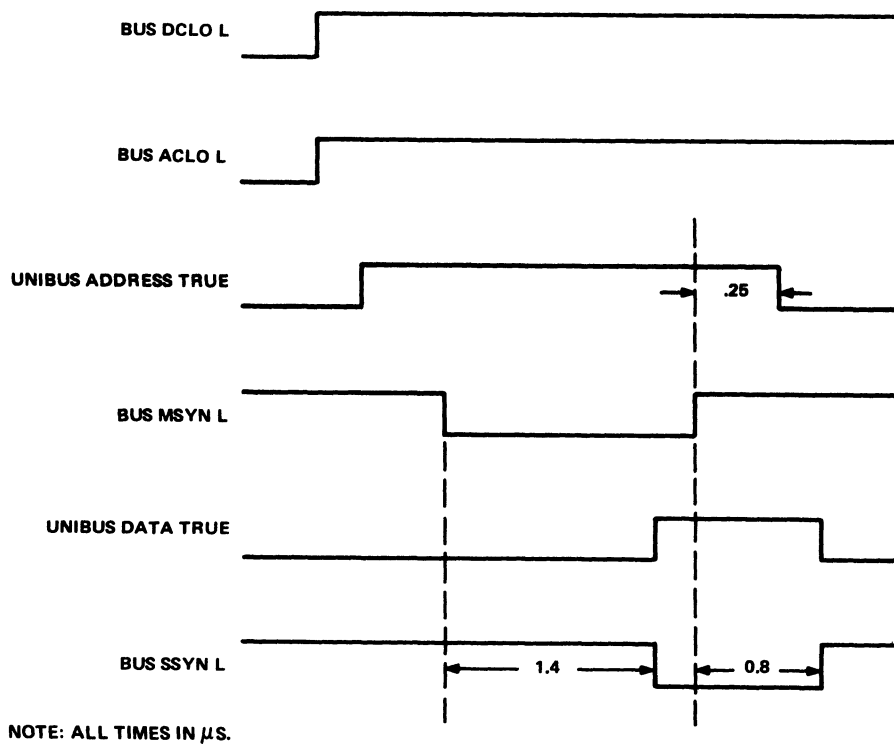 BUS DCLO L
BUS ACLO L
UNIBUS ADDRESS TRUE
.25
BUS MSYN L
UNIBUS DATA TRUE
BUS SSYN L
1.4
0.8
NOTE: ALL TIMES IN μS.